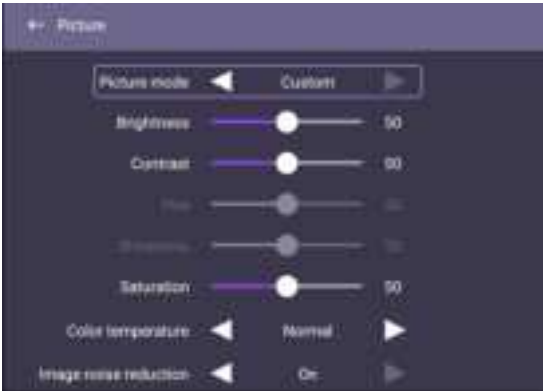 ← Picture
Picture mode ◀ Custom ▶
Brightness 50
Contrast 50
Saturation 50
Color temperature ◀ Normal ▶
Image noise reduction ◀ On ▶